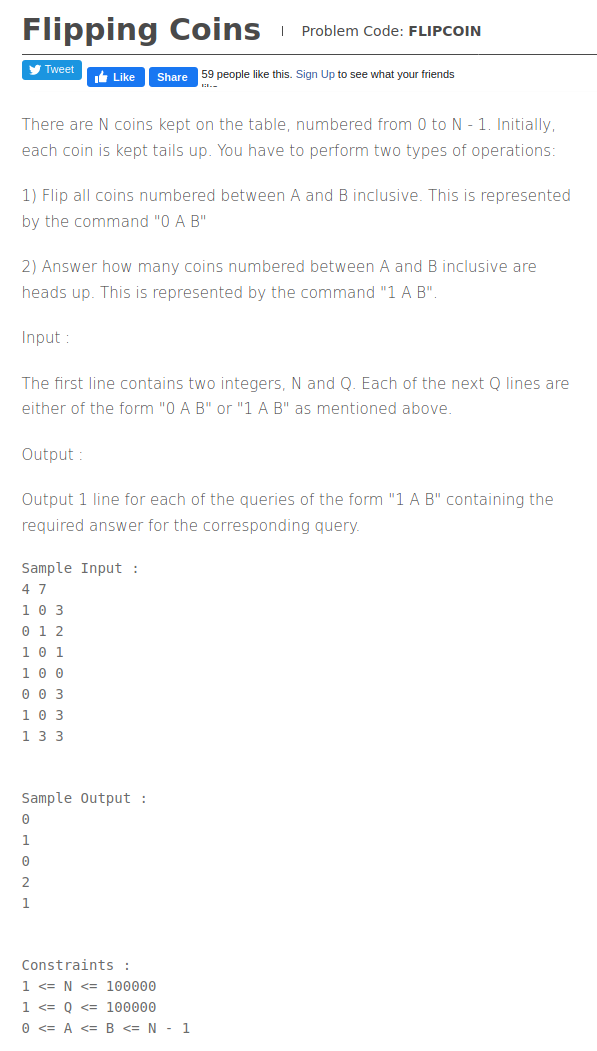 Flipping Coins | Problem Code: FLIPCOIN
Tweet Like Share 59 people like this. Sign Up to see what your friends
like.
There are N coins kept on the table, numbered from 0 to N - 1. Initially,
each coin is kept tails up. You have to perform two types of operations:
1) Flip all coins numbered between A and B inclusive. This is represented
by the command "0 A B"
2) Answer how many coins numbered between A and B inclusive are
heads up. This is represented by the command "1 A B".
Input :
The first line contains two integers, N and Q. Each of the next Q lines are
either of the form "0 A B" or "1 A B" as mentioned above.
Output :
Output 1 line for each of the queries of the form "1 A B" containing the
required answer for the corresponding query.
Sample Input :
4 7
1 0 3
0 1 2
1 0 1
1 0 0
0 0 3
1 0 3
1 3 3
Sample Output :
0
1
0
2
1
Constraints :
1 <= N <= 100000
1 <= Q <= 100000
0 <= A <= B <= N - 1